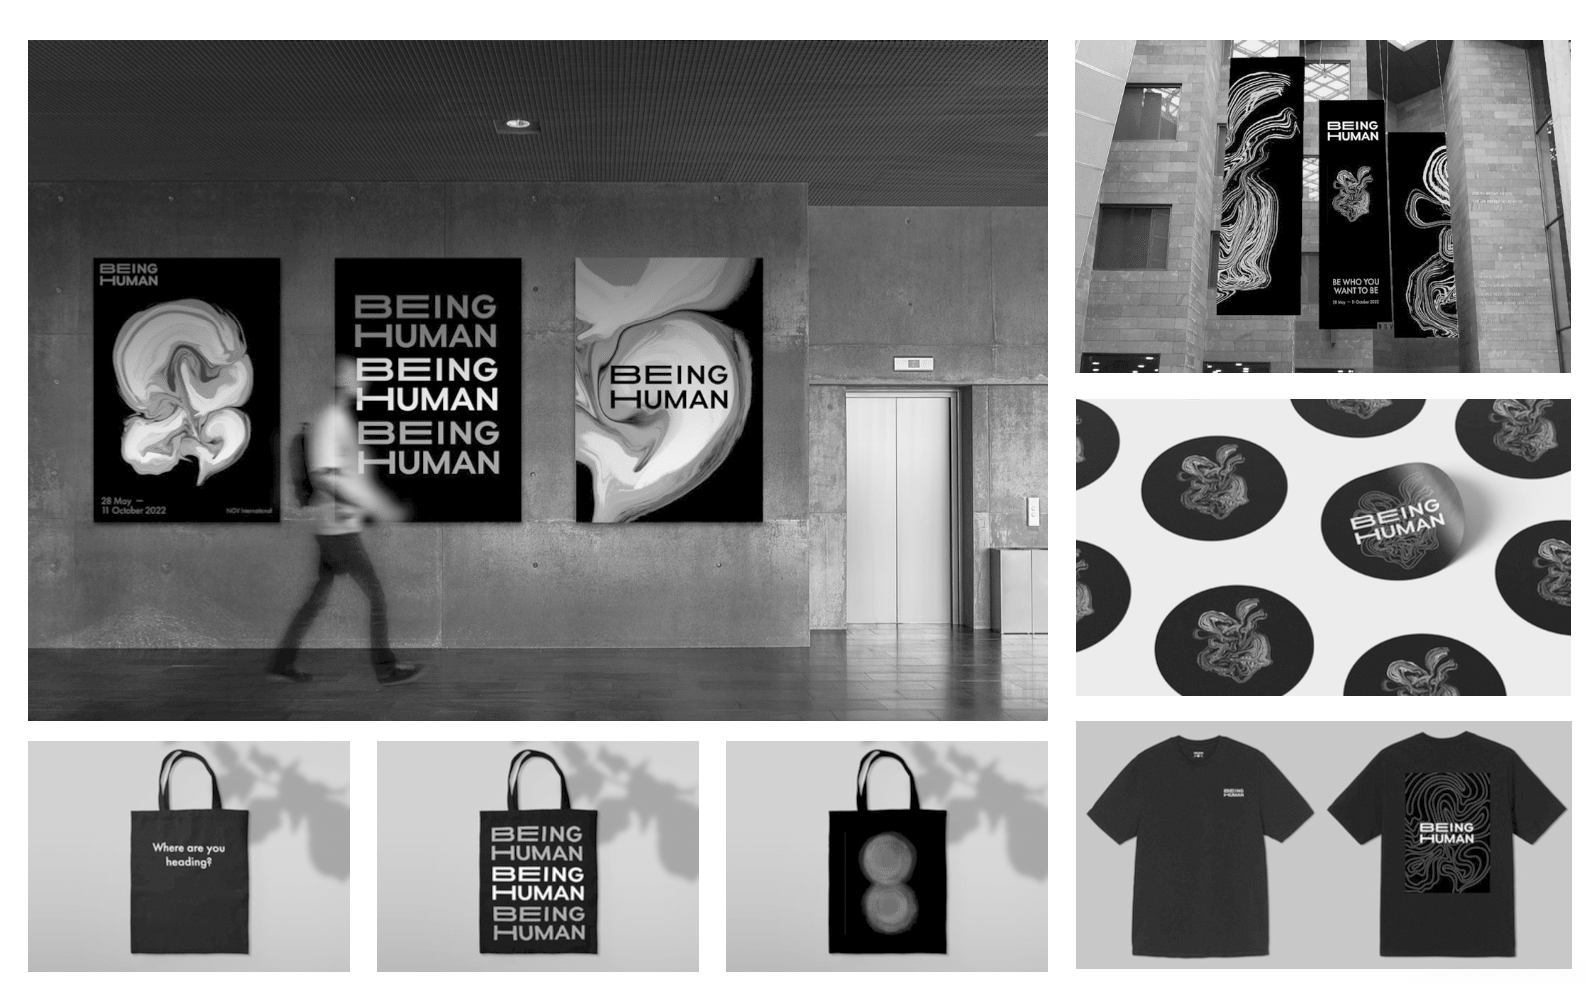 BEING
HUMAN
28 May —
11 October 2022
NGV International
BEING
HUMAN
BEING
HUMAN
BEING
HUMAN
BEING
HUMAN
BEING
HUMAN
BE WHO YOU
WANT TO BE
28 May — 11 October 2022
BEING
HUMAN
Where are you
heading?
BEING
HUMAN
BEING
HUMAN
BEING
HUMAN
BEING
HUMAN
BEING
HUMAN